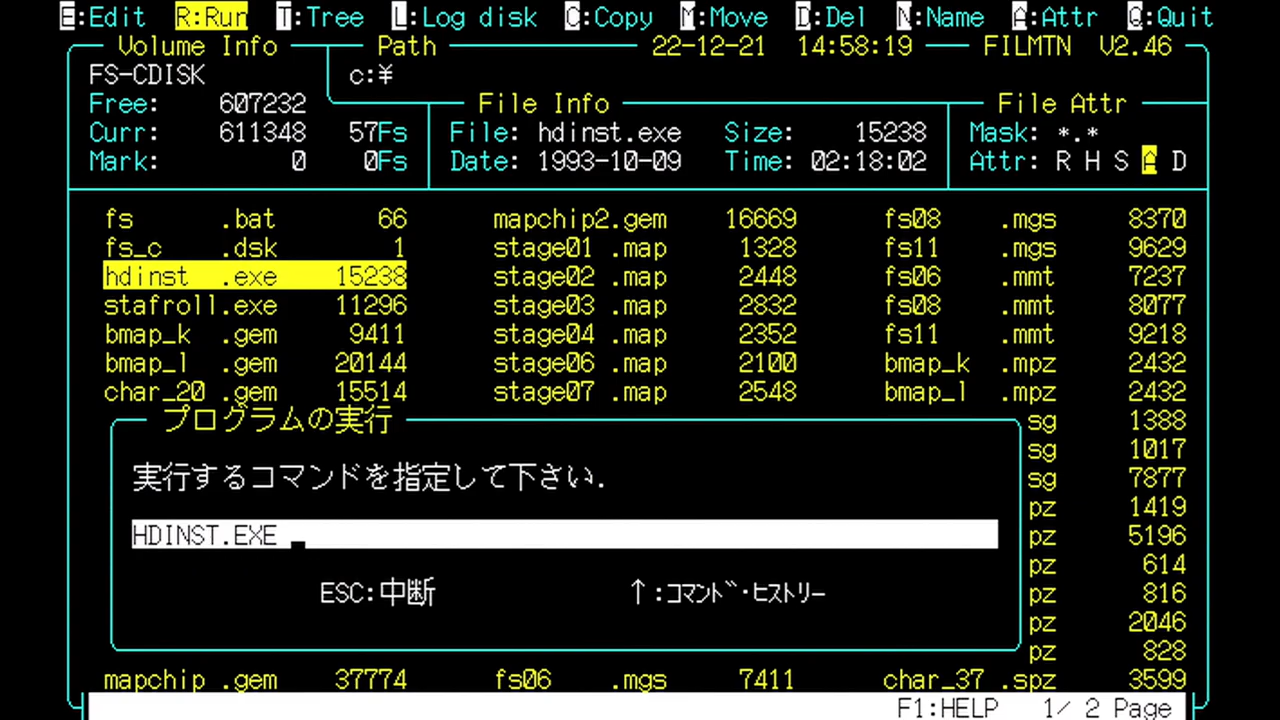 E:Edit R:Run T:Tree L:Log disk C:Copy M:Move D:Del N:Name A:Attr Q:Quit
Volume Info Path 22-12-21 14:58:19 FILMTN V2.46
FS-CDISK c:¥
Free: 607232 File Info File Attr
Curr: 611348 57Fs File: hdinst.exe Size: 15238 Mask: *.*
Mark: 0 0Fs Date: 1993-10-09 Time: 02:18:02 Attr: R H S A D
fs .bat 66 mapchip2.gem 16669 fs08 .mgs 8370
fs_c .dsk 1 stage01 .map 1328 fs11 .mgs 9629
hdinst .exe 15238 stage02 .map 2448 fs06 .mmt 7237
stafroll.exe 11296 stage03 .map 2832 fs08 .mmt 8077
bmap_k .gem 9411 stage04 .map 2352 fs11 .mmt 9218
bmap_l .gem 20144 stage06 .map 2100 bmap_k .mpz 2432
char_20 .gem 15514 stage07 .map 2548 bmap_l .mpz 2432
プログラムの実行 sg 1388
sg 1017
実行するコマンドを指定して下さい. sg 7877
pz 1419
HDINST.EXE _ pz 5196
pz 614
ESC:中断 ↑:ｺﾏﾝﾄﾞ･ﾋｽﾄﾘｰ pz 816
pz 2046
pz 828
mapchip .gem 37774 fs06 .mgs 7411 char_37 .spz 3599
F1:HELP 1/ 2 Page